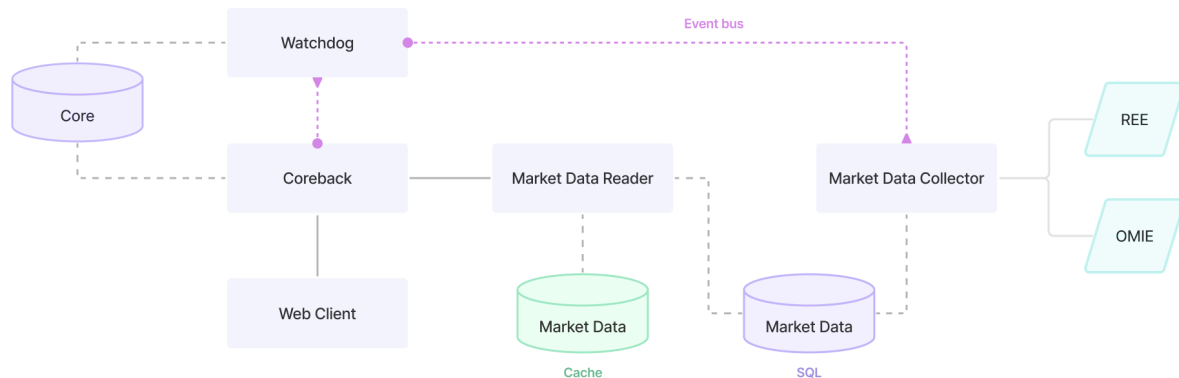 Event bus
Watchdog
Core
REE
Coreback
Market Data Reader
Market Data Collector
OMIE
Web Client
Market Data
Market Data
Cache
SQL